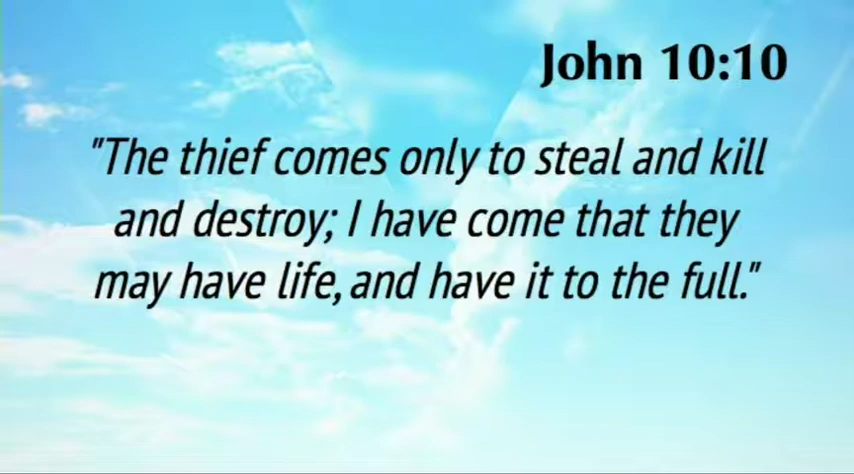 John 10:10
"The thief comes only to steal and kill
and destroy; I have come that they
may have life, and have it to the full."